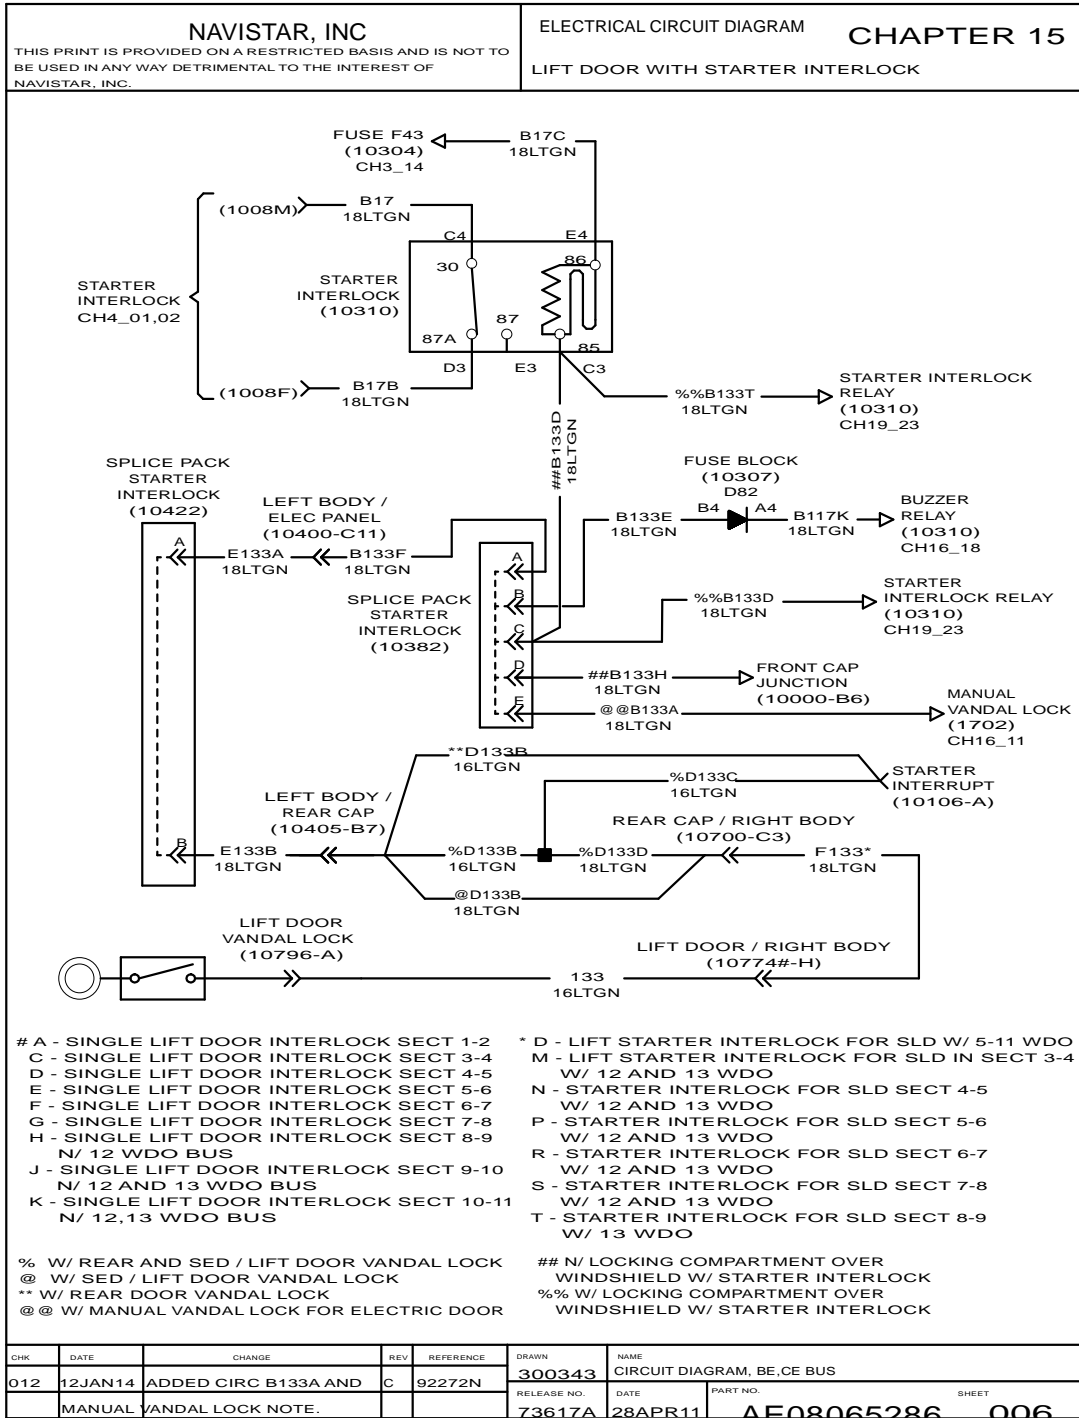 NAVISTAR, INC
THIS PRINT IS PROVIDED ON A RESTRICTED BASIS AND IS NOT TO
BE USED IN ANY WAY DETRIMENTAL TO THE INTEREST OF
NAVISTAR, INC.
ELECTRICAL CIRCUIT DIAGRAM
CHAPTER 15
LIFT DOOR WITH STARTER INTERLOCK
FUSE F43
(10304)
CH3_14
B17C
18LTGN
(1008M)
B17
18LTGN
C4
E4
STARTER
INTERLOCK
CH4_01,02
STARTER
INTERLOCK
(10310)
30
86
87
87A
85
D3
E3
C3
(1008F)
B17B
18LTGN
%%B133T
18LTGN
STARTER INTERLOCK
RELAY
(10310)
CH19_23
##B133D
18LTGN
SPLICE PACK
STARTER
INTERLOCK
(10422)
LEFT BODY /
ELEC PANEL
(10400-C11)
FUSE BLOCK
(10307)
D82
B4
A4
B133E
18LTGN
B117K
18LTGN
BUZZER
RELAY
(10310)
CH16_18
A
E133A
18LTGN
B133F
18LTGN
A
B
C
D
E
SPLICE PACK
STARTER
INTERLOCK
(10382)
%%B133D
18LTGN
STARTER
INTERLOCK RELAY
(10310)
CH19_23
##B133H
18LTGN
FRONT CAP
JUNCTION
(10000-B6)
@@B133A
18LTGN
MANUAL
VANDAL LOCK
(1702)
CH16_11
**D133B
16LTGN
%D133C
16LTGN
STARTER
INTERRUPT
(10106-A)
LEFT BODY /
REAR CAP
(10405-B7)
REAR CAP / RIGHT BODY
(10700-C3)
B
E133B
18LTGN
%D133B
16LTGN
%D133D
18LTGN
F133*
18LTGN
@D133B
18LTGN
LIFT DOOR
VANDAL LOCK
(10796-A)
LIFT DOOR / RIGHT BODY
(10774#-H)
133
16LTGN
# A - SINGLE LIFT DOOR INTERLOCK SECT 1-2
C - SINGLE LIFT DOOR INTERLOCK SECT 3-4
D - SINGLE LIFT DOOR INTERLOCK SECT 4-5
E - SINGLE LIFT DOOR INTERLOCK SECT 5-6
F - SINGLE LIFT DOOR INTERLOCK SECT 6-7
G - SINGLE LIFT DOOR INTERLOCK SECT 7-8
H - SINGLE LIFT DOOR INTERLOCK SECT 8-9
N/ 12 WDO BUS
J - SINGLE LIFT DOOR INTERLOCK SECT 9-10
N/ 12 AND 13 WDO BUS
K - SINGLE LIFT DOOR INTERLOCK SECT 10-11
N/ 12,13 WDO BUS
* D - LIFT STARTER INTERLOCK FOR SLD W/ 5-11 WDO
M - LIFT STARTER INTERLOCK FOR SLD IN SECT 3-4
W/ 12 AND 13 WDO
N - STARTER INTERLOCK FOR SLD SECT 4-5
W/ 12 AND 13 WDO
P - STARTER INTERLOCK FOR SLD SECT 5-6
W/ 12 AND 13 WDO
R - STARTER INTERLOCK FOR SLD SECT 6-7
W/ 12 AND 13 WDO
S - STARTER INTERLOCK FOR SLD SECT 7-8
W/ 12 AND 13 WDO
T - STARTER INTERLOCK FOR SLD SECT 8-9
W/ 13 WDO
% W/ REAR AND SED / LIFT DOOR VANDAL LOCK
@ W/ SED / LIFT DOOR VANDAL LOCK
** W/ REAR DOOR VANDAL LOCK
@@ W/ MANUAL VANDAL LOCK FOR ELECTRIC DOOR
## N/ LOCKING COMPARTMENT OVER
WINDSHIELD W/ STARTER INTERLOCK
%% W/ LOCKING COMPARTMENT OVER
WINDSHIELD W/ STARTER INTERLOCK
CHK DATE CHANGE REV REFERENCE
012 12JAN14 ADDED CIRC B133A AND C 92272N
MANUAL VANDAL LOCK NOTE.
DRAWN
300343
NAME
CIRCUIT DIAGRAM, BE,CE BUS
RELEASE NO.
73617A
DATE
28APR11
PART NO.
AE08065286
SHEET
006